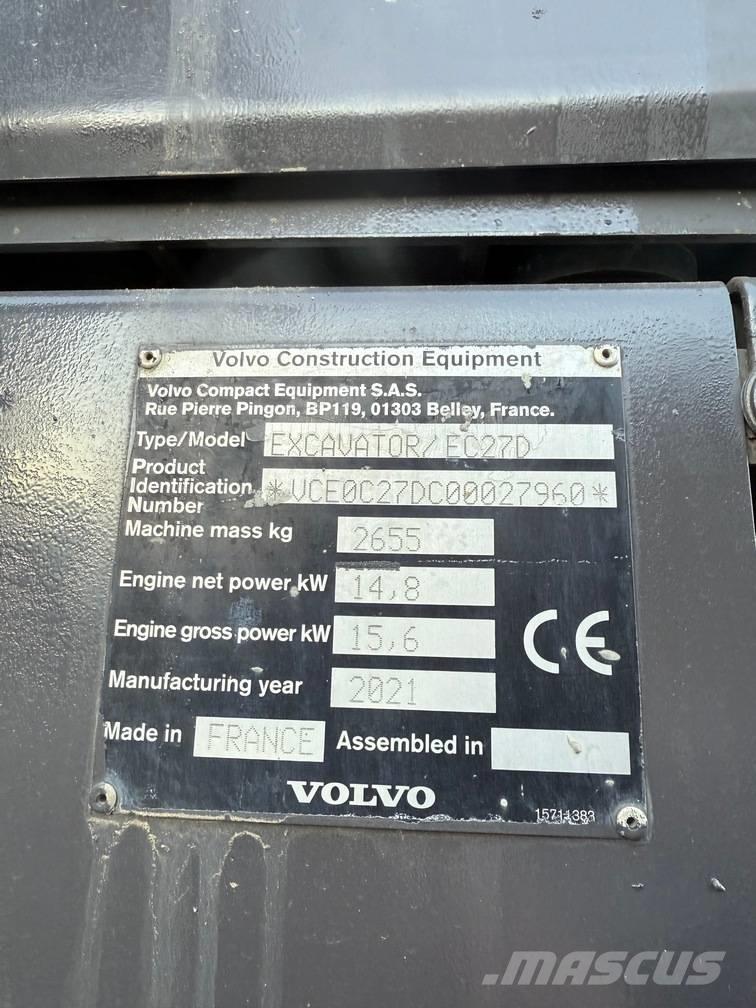 Volvo Construction Equipment
Volvo Compact Equipment S.A.S.
Rue Pierre Pingon, BP119, 01303 Belley, France.
Type/Model EXCAVATOR/EC27D
Product
Identification *VCE0C27DC00027960*
Number
Machine mass kg 2655
Engine net power kW 14,8
Engine gross power kW 15,6
CE
Manufacturing year 2021
Made in FRANCE Assembled in
VOLVO
15711383
MASCUS